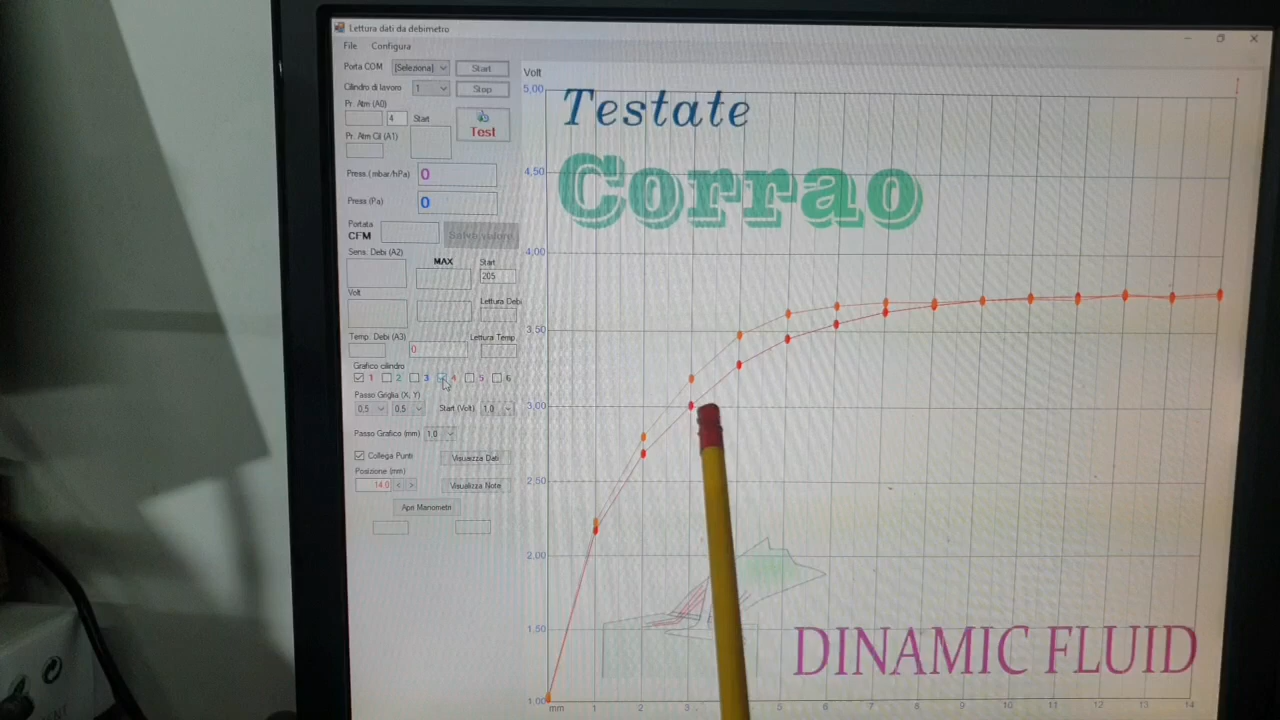 Lettura dati da debimetro
File Configura
Porta COM [Seleziona] Start
Cilindro di lavoro 1 Stop
Pr. Atm (A0)
4 Start
Test
Pr. Atm Cil (A1)
Press.( mbar/hPa) 0
Press (Pa) 0
Portata
CFM Salva valore
Sens. Debi (A2)
MAX Start
205
Volt Lettura Debi
Temp. Debi (A3) Lettura Temp.
0
Grafico cilindro
1 2 3 4 5 6
Passo Griglia (X, Y)
0,5 0,5 Start (Volt) 1,0
Passo Grafico (mm) 1,0
Collega Punti Visualizza Dati
Posizione (mm)
14.0 < > Visualizza Note
Apri Manometri
Volt
5,00
4,50
4,00
3,50
3,00
2,50
2,00
1,50
1,00
mm 1 2 3 5 6 7 8 9 10 11 12 13 14
Testate
Corrao
DINAMIC FLUID